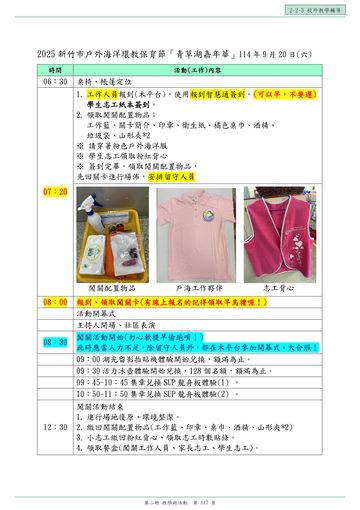 2-2-3 校外教學輔導
2025 新竹市戶外海洋環教保育節「青草湖嘉年華」114 年 9 月 20 日(六)
時間 活動(工作)內容
06：30 桌椅、帳篷定位
1. 工作人員報到(本平台)，使用報到智慧通簽到。(可以早，不要遲)
學生志工紙本簽到。
2. 領取闖關配置物品：
工作籃、關卡簡介、印章、衛生紙、橘色桌巾、酒精、
垃圾袋、山形夾*2
※ 請穿著粉色戶外海洋服
※ 學生志工領取粉紅背心
※ 簽到完畢，領取闖關配置物品，
先回關卡進行場佈，安排留守人員
07：20
闖關配置物品 戶海工作夥伴 志工背心
08：00 報到、領取闖關卡(有線上報名的記得領取早鳥禮喔！)
活動開幕式
主持人開場、社區表演
08：30 闖關活動開始(勿心軟提早偷跑唷！)
此時應當人力不足，除留守人員外，都在本平台參加開幕式，大合照！
09：00 湖光留影拍貼機體驗開始兌換，額滿為止。
09：30 活力冰壺體驗開始兌換，128 個名額，額滿為止。
09：45-10：45 集章兌換 SUP 龍舟板體驗(1) 。
10：50-11：50 集章兌換 SUP 龍舟板體驗(2) 。
闖關活動結束
1. 進行場地復原、環境整潔。
12：30 2. 繳回闖關配置物品(工作籃、印章、桌巾、酒精、山形夾*2)
3. 小志工繳回粉紅背心、領取志工時數貼條。
4. 領取餐盒(闖關工作人員、家長志工、學生志工)。
第二冊 教學與活動 第 147 頁